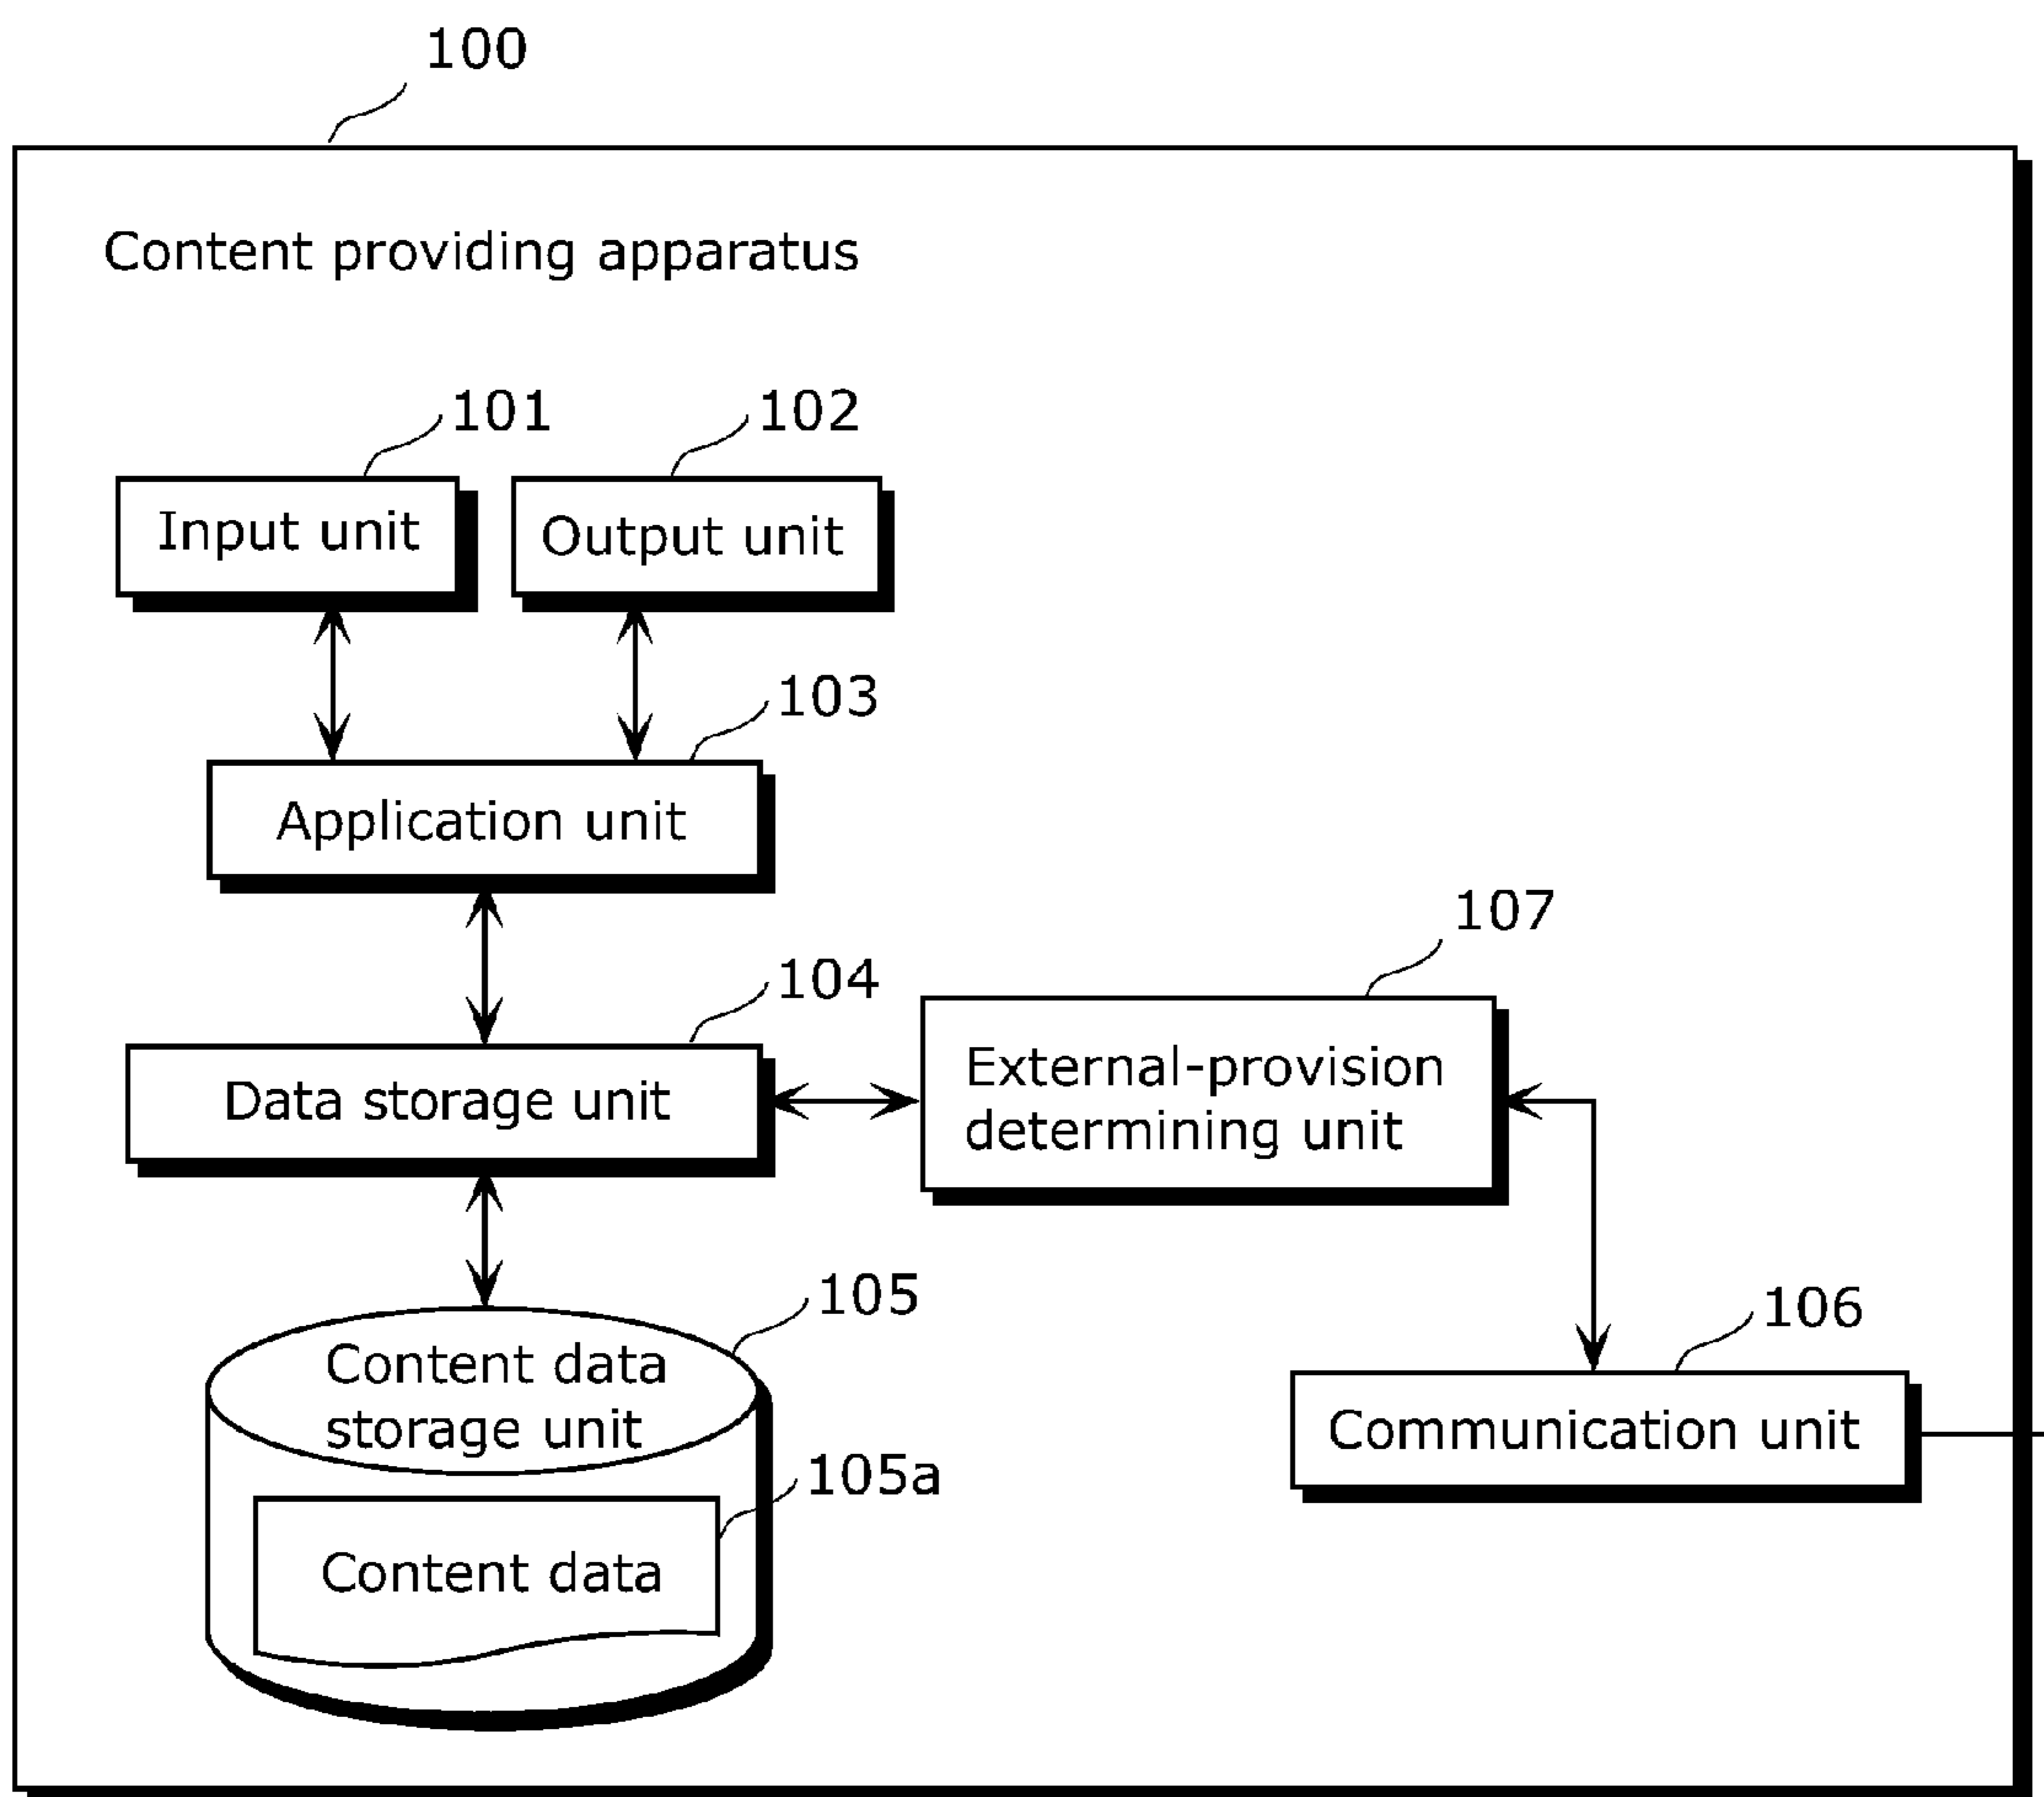 100
Content providing apparatus
101
102
Input unit
Output unit
103
Application unit
107
104
External-provision
determining unit
Data storage unit
105
106
Content data
storage unit
Communication unit
105a
Content data